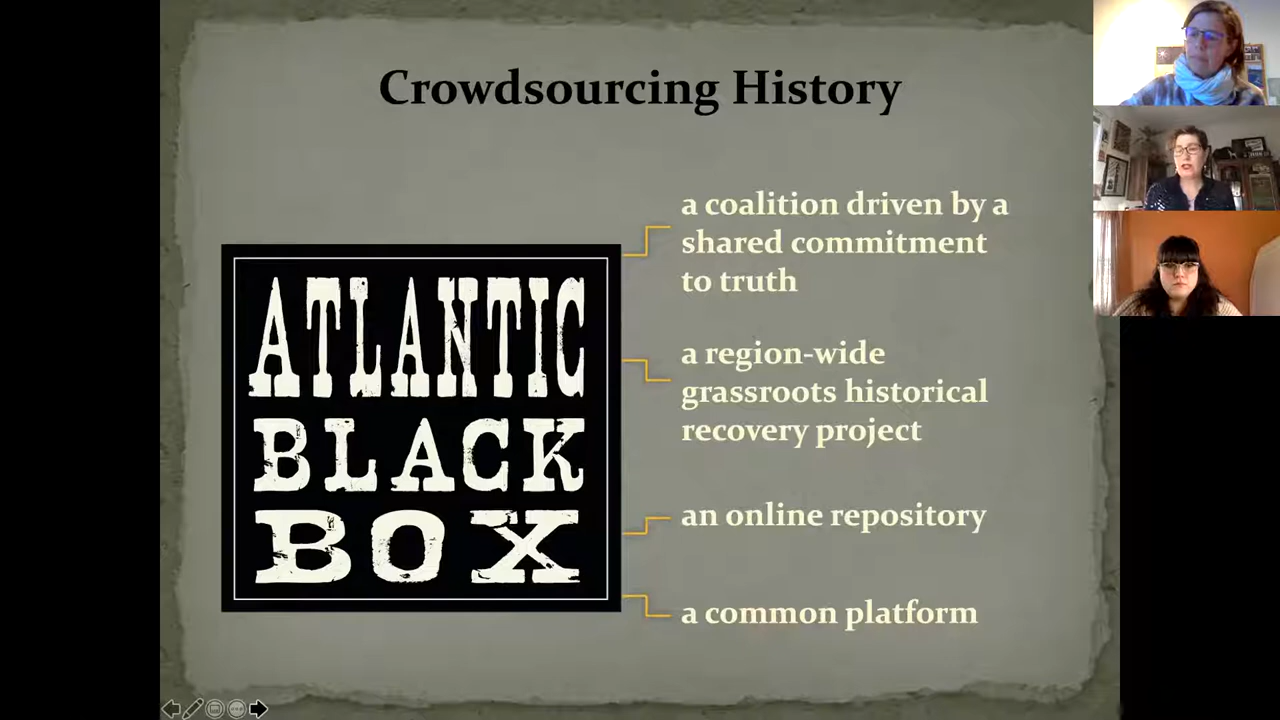 Crowdsourcing History
ATLANTIC
BLACK
BOX
a coalition driven by a
shared commitment
to truth
a region-wide
grassroots historical
recovery project
an online repository
a common platform